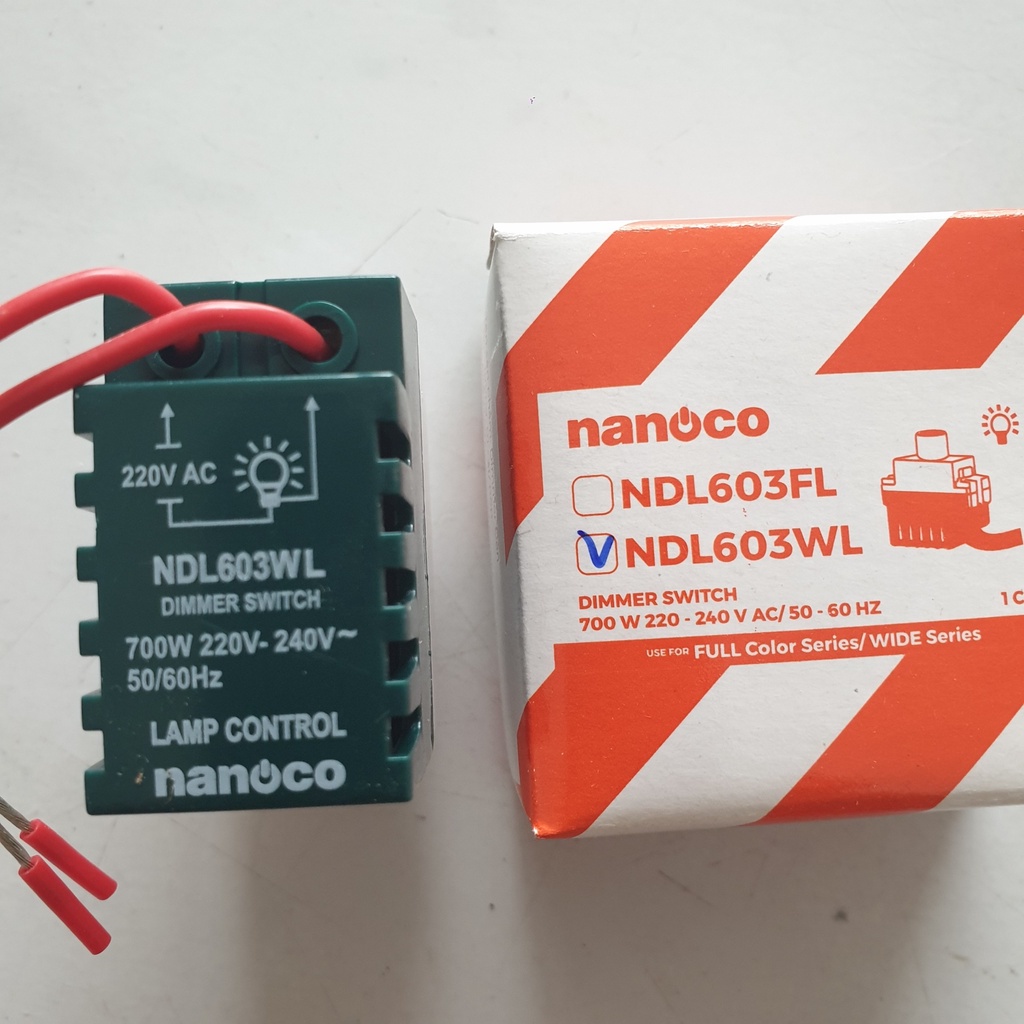 220V AC
NDL603WL
DIMMER SWITCH
700W 220V- 240V~
50/60Hz
LAMP CONTROL
nanoco
nanoco
NDL603FL
V NDL603WL
DIMMER SWITCH
700 W 220 - 240 V AC/ 50 - 60 HZ
1 C
USE FOR FULL Color Series/ WIDE Series